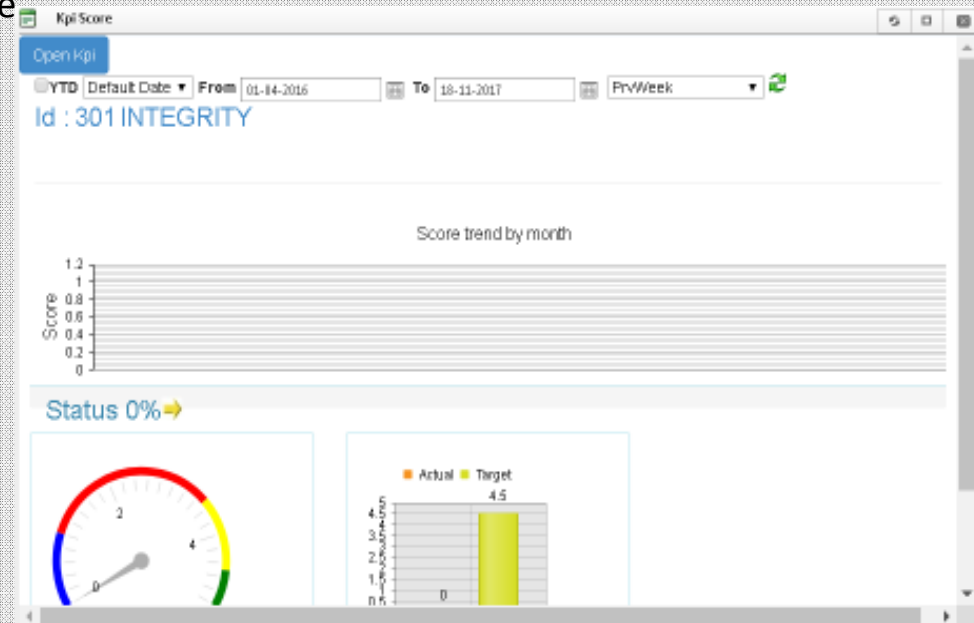 e
Kpi Score
Open Kpi
YTD Default Date From 01-04-2016 To 18-11-2017 PrvWeek
Id : 301 INTEGRITY
Score trend by month
1.2
1
0.8
0.6
0.4
0.2
0
Score
Status 0%
2
4
0
Actual Target
4.5
5
4.5
4
3.5
2.5
1.5
0.5
0